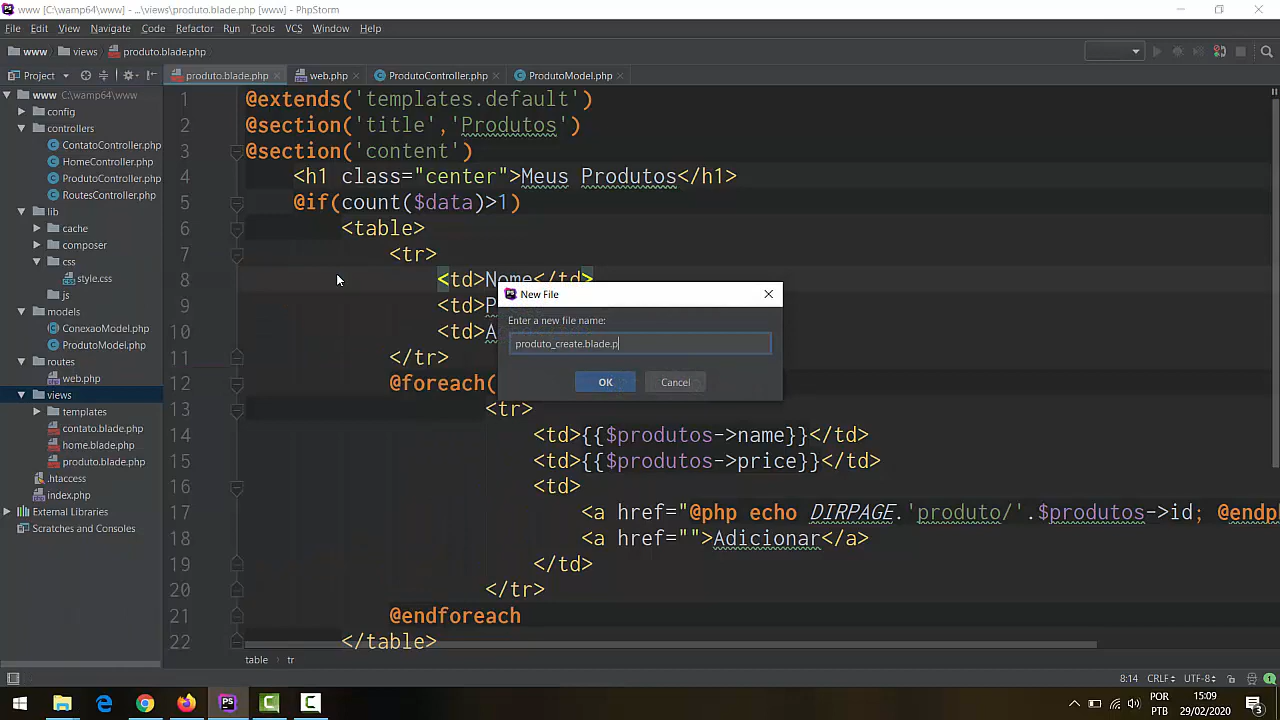 www [C:\wamp64\www] - ...\views\produto.blade.php [www] - PhpStorm
File Edit View Navigate Code Refactor Run Tools VCS Window Help
www views produto.blade.php
Project produto.blade.php web.php ProdutoController.php ProdutoModel.php
www C:\wamp64\www
config
controllers
ContatoController.php
HomeController.php
ProdutoController.php
RoutesController.php
lib
cache
composer
css
style.css
js
models
ConexaoModel.php
ProdutoModel.php
routes
web.php
views
templates
contato.blade.php
home.blade.php
produto.blade.php
.htaccess
index.php
External Libraries
Scratches and Consoles
1 @extends('templates.default')
2 @section('title','Produtos')
3 @section('content')
4 <h1 class="center">Meus Produtos</h1>
5 @if(count($data)>1)
6 <table>
7 <tr>
8 <td>Nome</td>
9 <td>P
10 <td>A
11 </tr>
12 @foreach(
13 <tr>
14 <td>{{$produtos->name}}</td>
15 <td>{{$produtos->price}}</td>
16 <td>
17 <a href="@php echo DIRPAGE.'produto/'.$produtos->id; @endph
18 <a href="">Adicionar</a>
19 </td>
20 </tr>
21 @endforeach
22 </table>
New File
Enter a new file name:
produto_create.blade.p
OK Cancel
table tr
8:14 CRLF UTF-8 1
PS
POR
PTB
15:09
29/02/2020
3